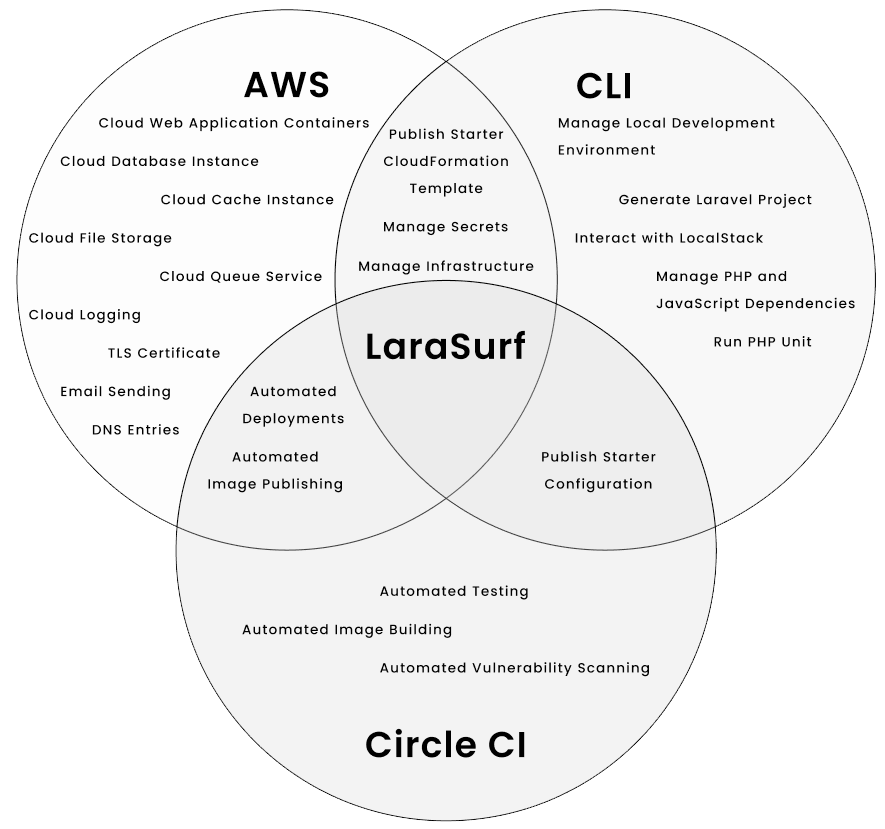 AWS
Cloud Web Application Containers
Cloud Database Instance
Cloud Cache Instance
Cloud File Storage
Cloud Queue Service
Cloud Logging
TLS Certificate
Email Sending
DNS Entries
Publish Starter
CloudFormation
Template
Manage Secrets
Manage Infrastructure
CLI
Manage Local Development
Environment
Generate Laravel Project
Interact with LocalStack
Manage PHP and
JavaScript Dependencies
Run PHP Unit
LaraSurf
Automated
Deployments
Automated
Image Publishing
Publish Starter
Configuration
Automated Testing
Automated Image Building
Automated Vulnerability Scanning
Circle CI